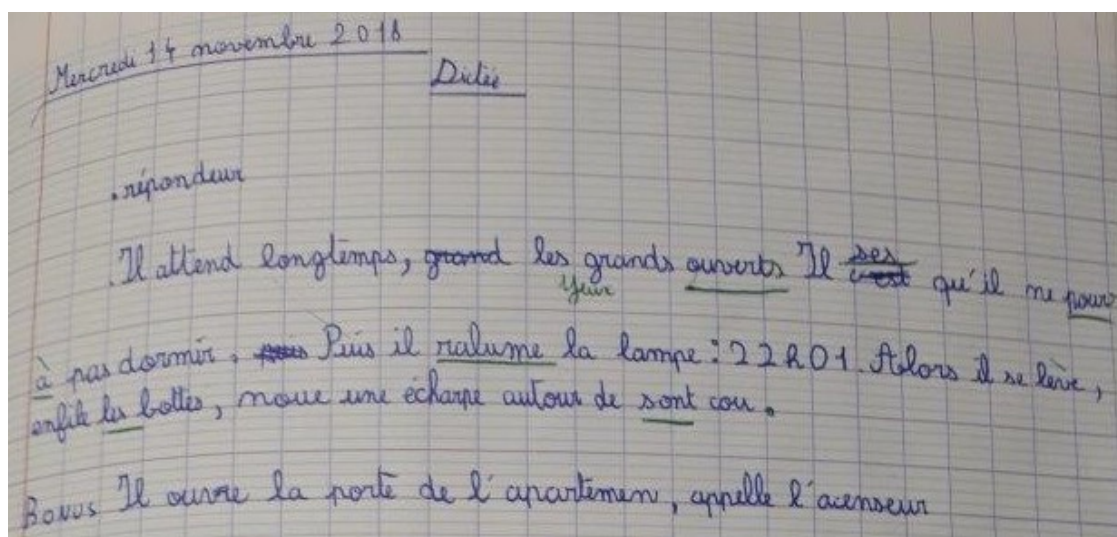 Mercredi 14 novembre 2018
Dictée
. répondeur
Il attend longtemps, grand les grands ouverts Il ses qu'il ne pour
yeux
à pas dormir, Puis il ralume la lampe : 22h01. Alors il se lève,
enfile les bottes, noue une écharpe autour de sont cou.
Bonus Il ouvre la porte de l'apartemen, appelle l'acenseur